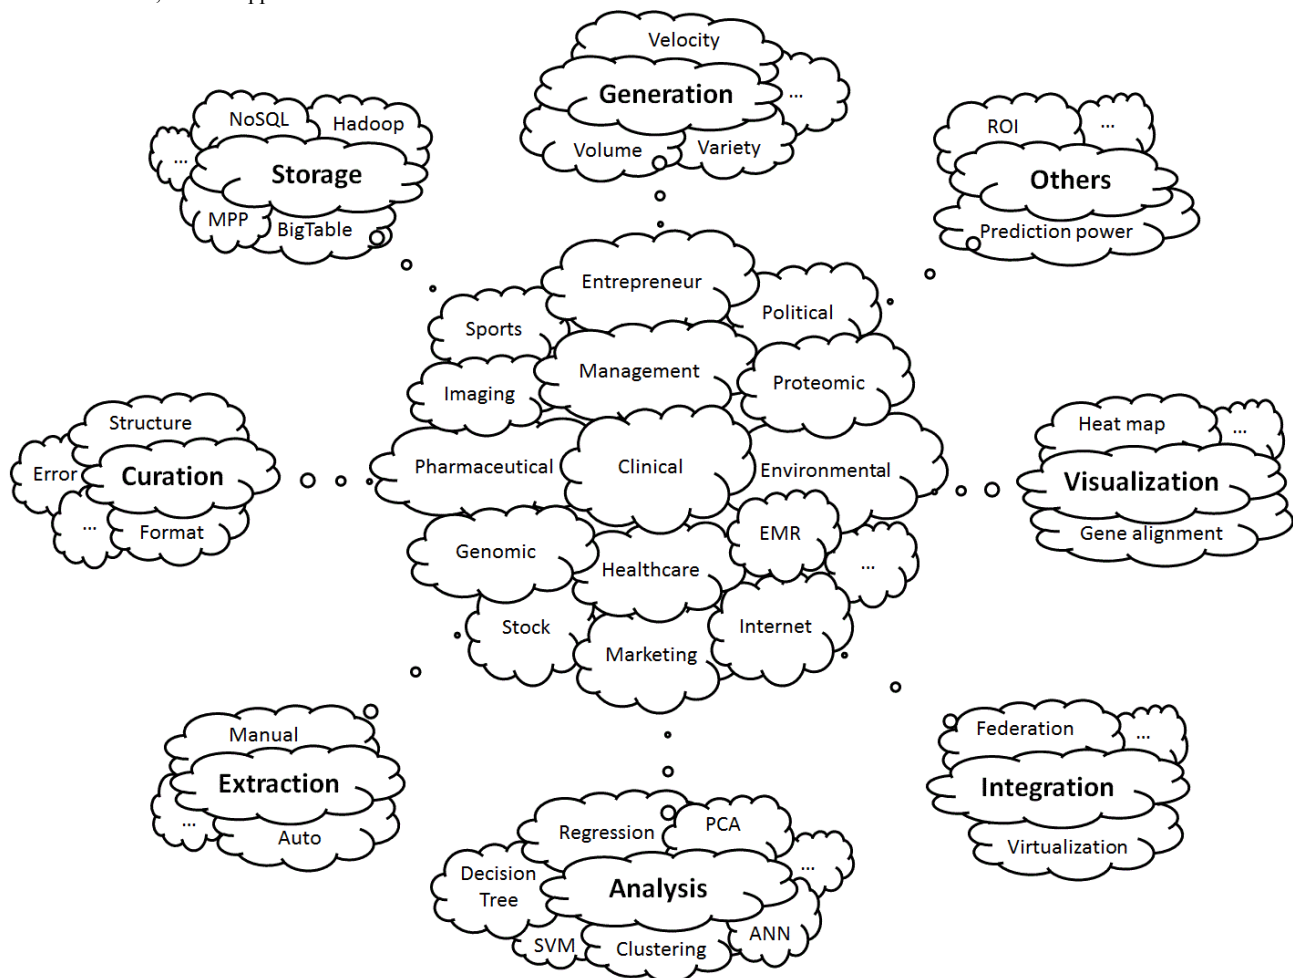 Velocity
Generation
...
Volume
Variety
NoSQL
Hadoop
...
Storage
MPP
BigTable
ROI
...
Others
Prediction power
Entrepreneur
Political
Sports
Management
Proteomic
Imaging
Pharmaceutical
Clinical
Environmental
EMR
Genomic
Healthcare
...
Stock
Internet
Marketing
Structure
Error
Curation
...
Format
Heat map
...
Visualization
Gene alignment
Manual
Extraction
...
Auto
Federation
...
Integration
Virtualization
Regression
PCA
Decision
Tree
...
Analysis
SVM
Clustering
ANN